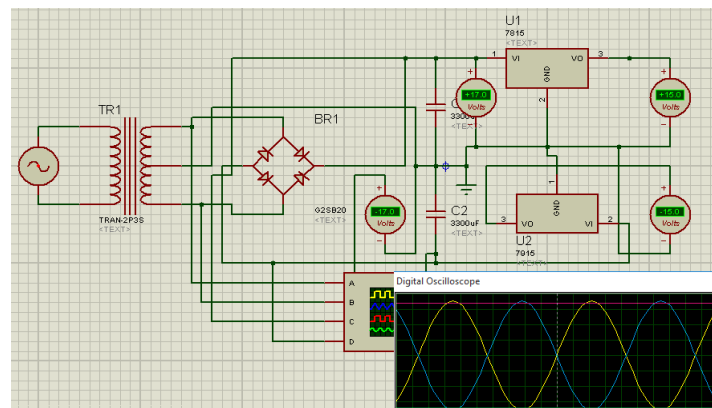 U1
7815
<TEXT>
1
VI
VO
3
GND
2
+17.0
Volts
+15.0
Volts
TR1
BR1
3300uF
<TEXT>
1
GND
TRAN-2P3S
<TEXT>
G2SB20
<TEXT>
-17.0
Volts
C2
3300uF
<TEXT>
3
VO
VI
2
-15.0
Volts
U2
7915
<TEXT>
A
B
C
D
Digital Oscilloscope